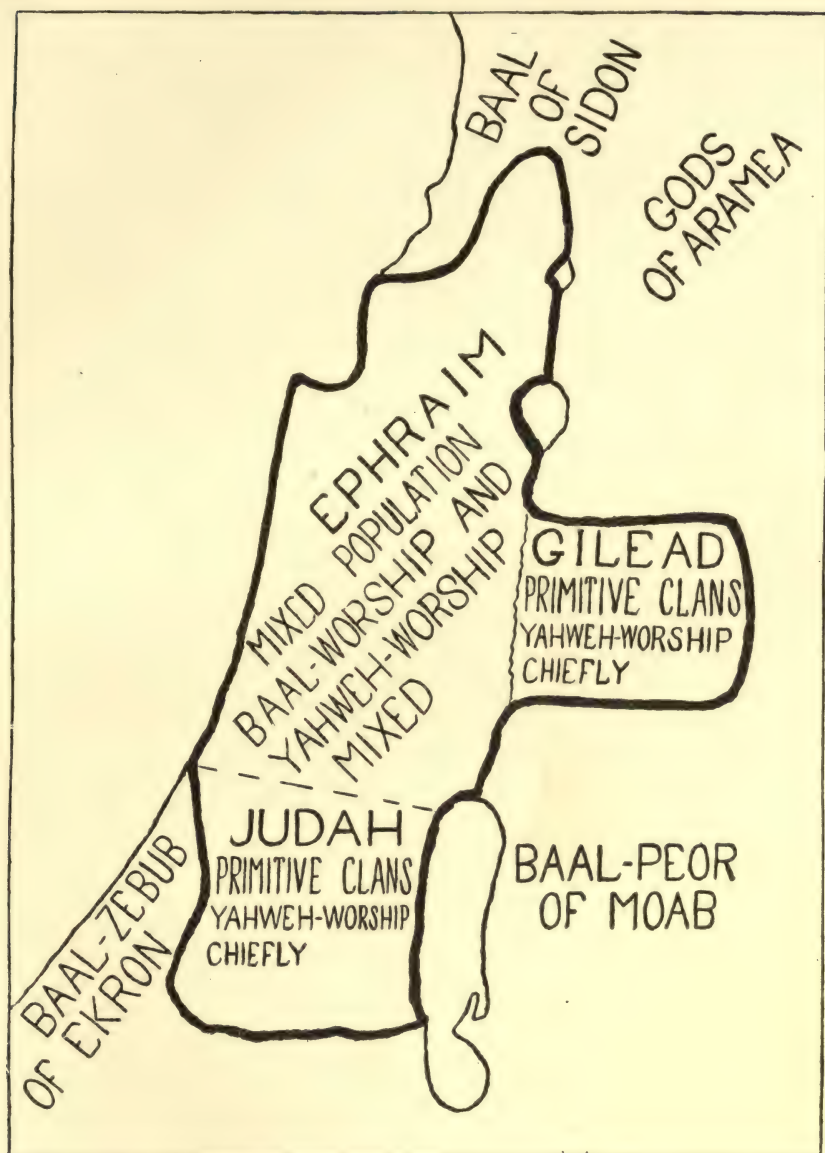 BAAL
OF
SIDON
GODS
OF ARAMEA
EPHRAIM
MIXED POPULATION
BAAL-WORSHIP AND
YAHWEH-WORSHIP
MIXED
GILEAD
PRIMITIVE CLANS
YAHWEH-WORSHIP
CHIEFLY
JUDAH
PRIMITIVE CLANS
YAHWEH-WORSHIP
CHIEFLY
BAAL-PEOR
OF MOAB
BAAL-ZEBUB
OF EKRON